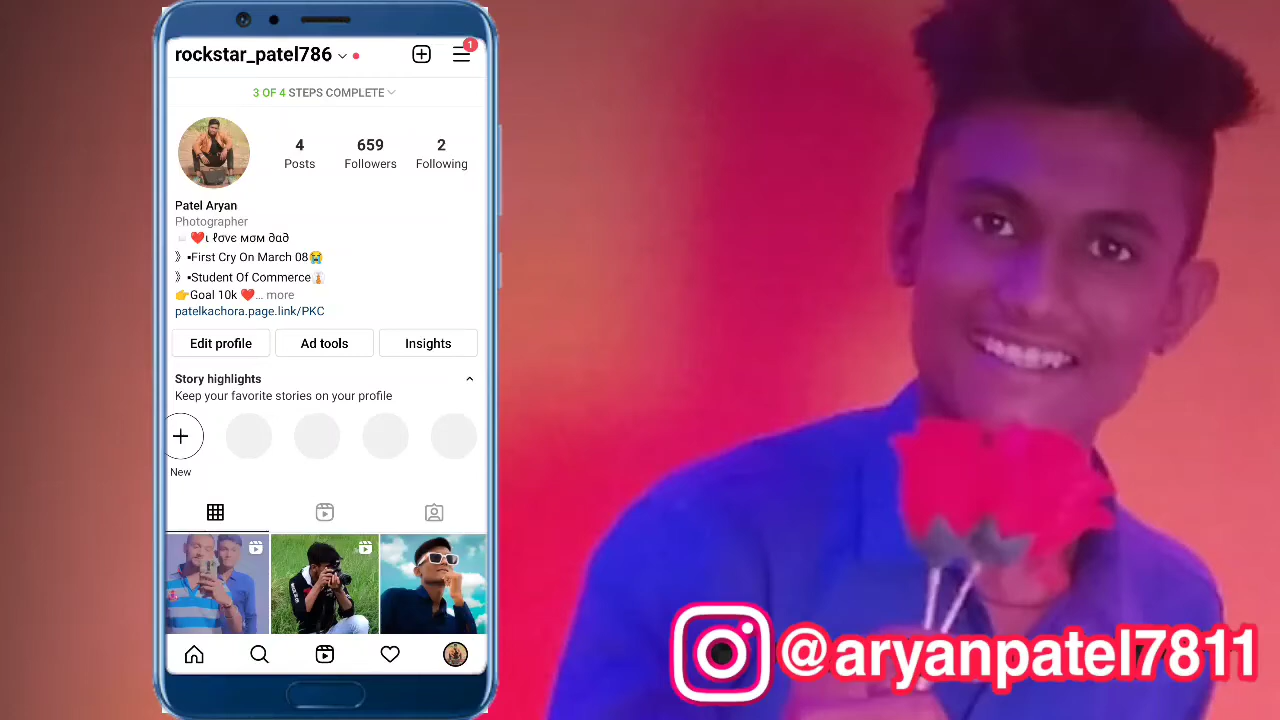 rockstar_patel786
1
3 OF 4 STEPS COMPLETE
4
Posts
659
Followers
2
Following
Patel Aryan
Photographer
❤️ι ℓσνє мσм ∂α∂
》▪First Cry On March 08😭
》▪Student Of Commerce👔
👉Goal 10k ❤️... more
patelkachora.page.link/PKC
Edit profile
Ad tools
Insights
Story highlights
Keep your favorite stories on your profile
New
@aryanpatel7811